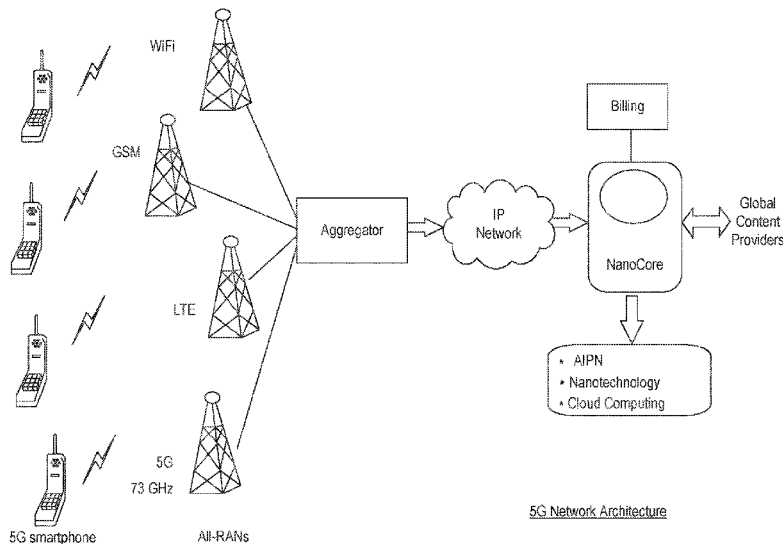 WiFi
GSM
LTE
5G
73 GHz
5G smartphone
All-RANs
Aggregator
IP
Network
Billing
NanoCore
Global
Content
Providers
* AIPN
* Nanotechnology
* Cloud Computing
5G Network Architecture